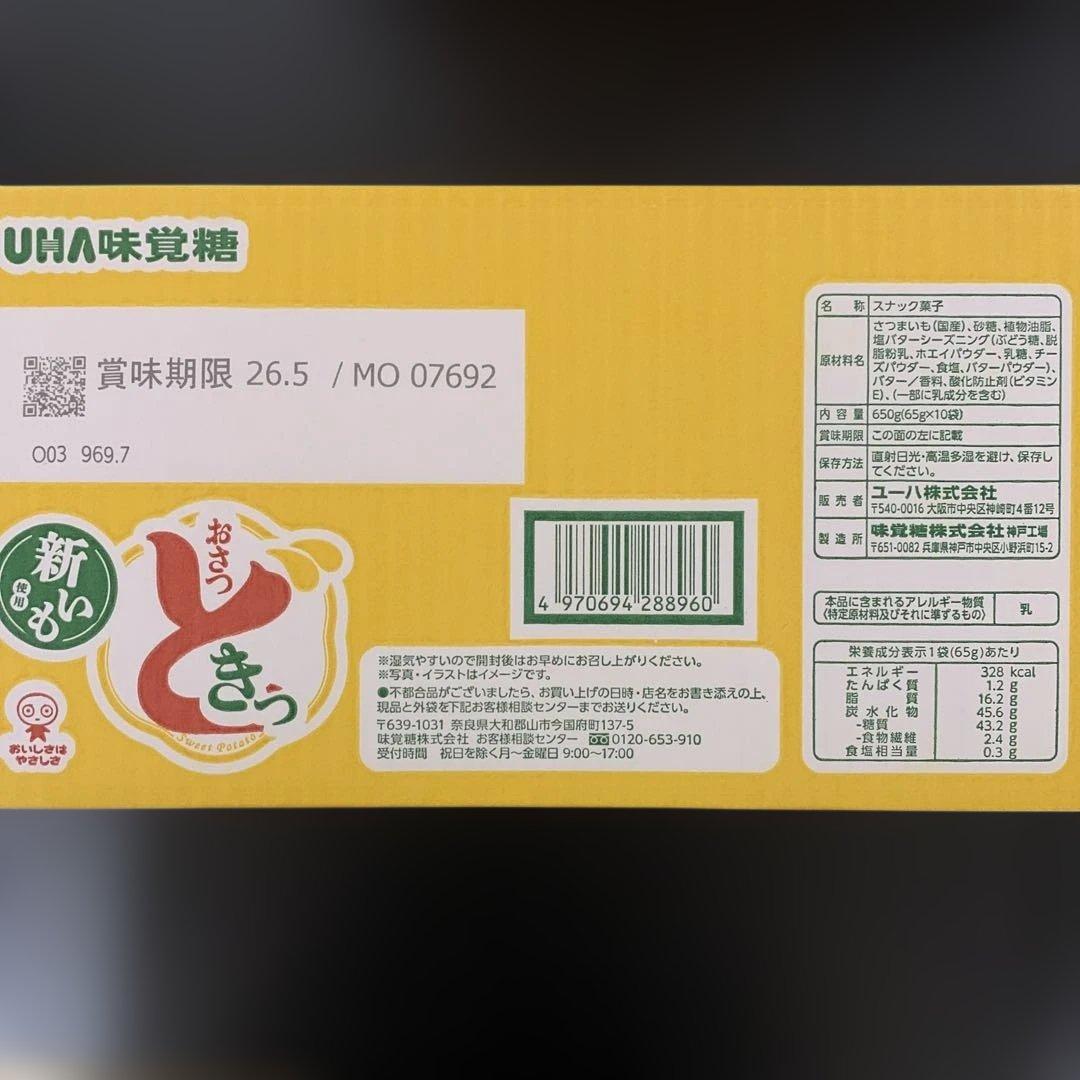 UHA味覚糖
賞味期限 26.5 / MO 07692
O03 969.7
新いも
使用
おさつ
どきっ
Sweet Potato
おいしさは
やさしさ
4 970694 288960
※湿気やすいので開封後はお早めにお召し上がりください。
※写真・イラストはイメージです。
●不都合品がございましたら、お買い上げの日時・店名をお書き添えの上、
現品と外袋を下記お客様相談センターまでお送りください。
〒639-1031 奈良県大和郡山市今国府町137-5
味覚糖株式会社 お客様相談センター 0120-653-910
受付時間 祝日を除く月～金曜日 9:00～17:00
名称 スナック菓子
原材料名 さつまいも(国産)、砂糖、植物油脂、
塩バターシーズニング(ぶどう糖、脱
脂粉乳、ホエイパウダー、乳糖、チー
ズパウダー、食塩、バターパウダー)、
バター/香料、酸化防止剤(ビタミン
E)、(一部に乳成分を含む)
内容量 650g(65g×10袋)
賞味期限 この面の左に記載
保存方法 直射日光・高温多湿を避け、保存し
てください。
販売者 ユーハ株式会社
〒540-0016 大阪市中央区神崎町4番12号
製造所 味覚糖株式会社 神戸工場
〒651-0082 兵庫県神戸市中央区小野浜町15-2
本品に含まれるアレルギー物質
(特定原材料及びそれに準ずるもの) 乳
栄養成分表示1袋(65g)あたり
エネルギー 328 kcal
たんぱく質 1.2 g
脂質 16.2 g
炭水化物 45.6 g
-糖質 43.2 g
-食物繊維 2.4 g
食塩相当量 0.3 g